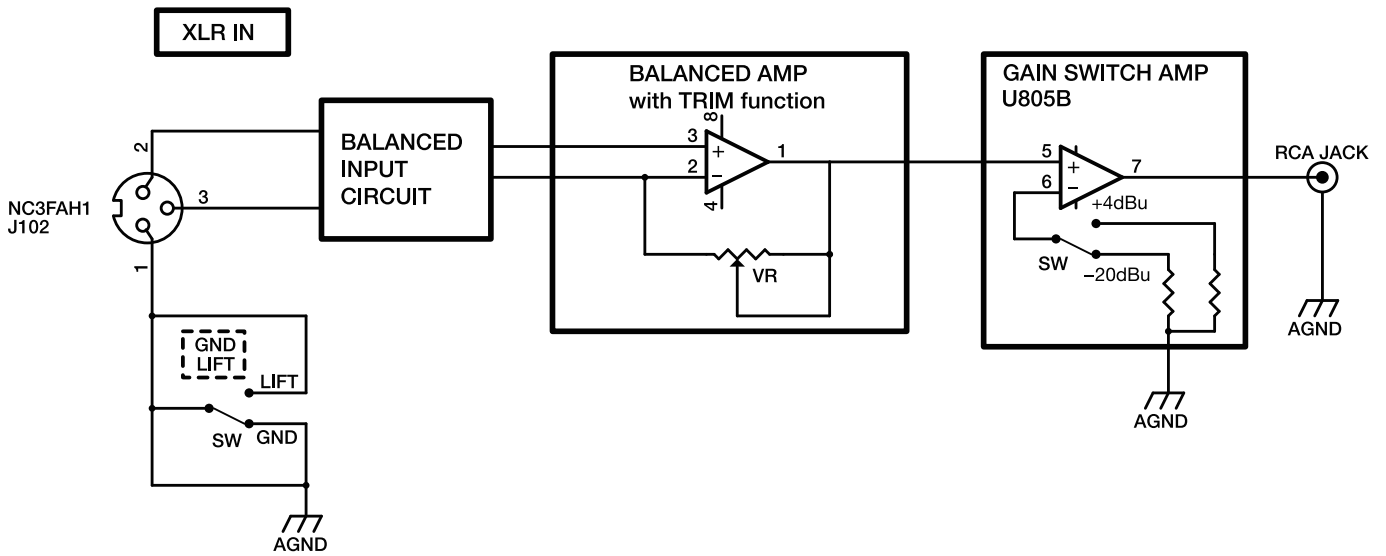 XLR IN
BALANCED AMP
with TRIM function
GAIN SWITCH AMP
U805B
BALANCED
INPUT
CIRCUIT
2
3
1
NC3FAH1
J102
8
3
+
2
−
4
1
VR
5
+
6
−
7
+4dBu
SW
−20dBu
RCA JACK
AGND
AGND
GND
LIFT
LIFT
SW
GND
AGND